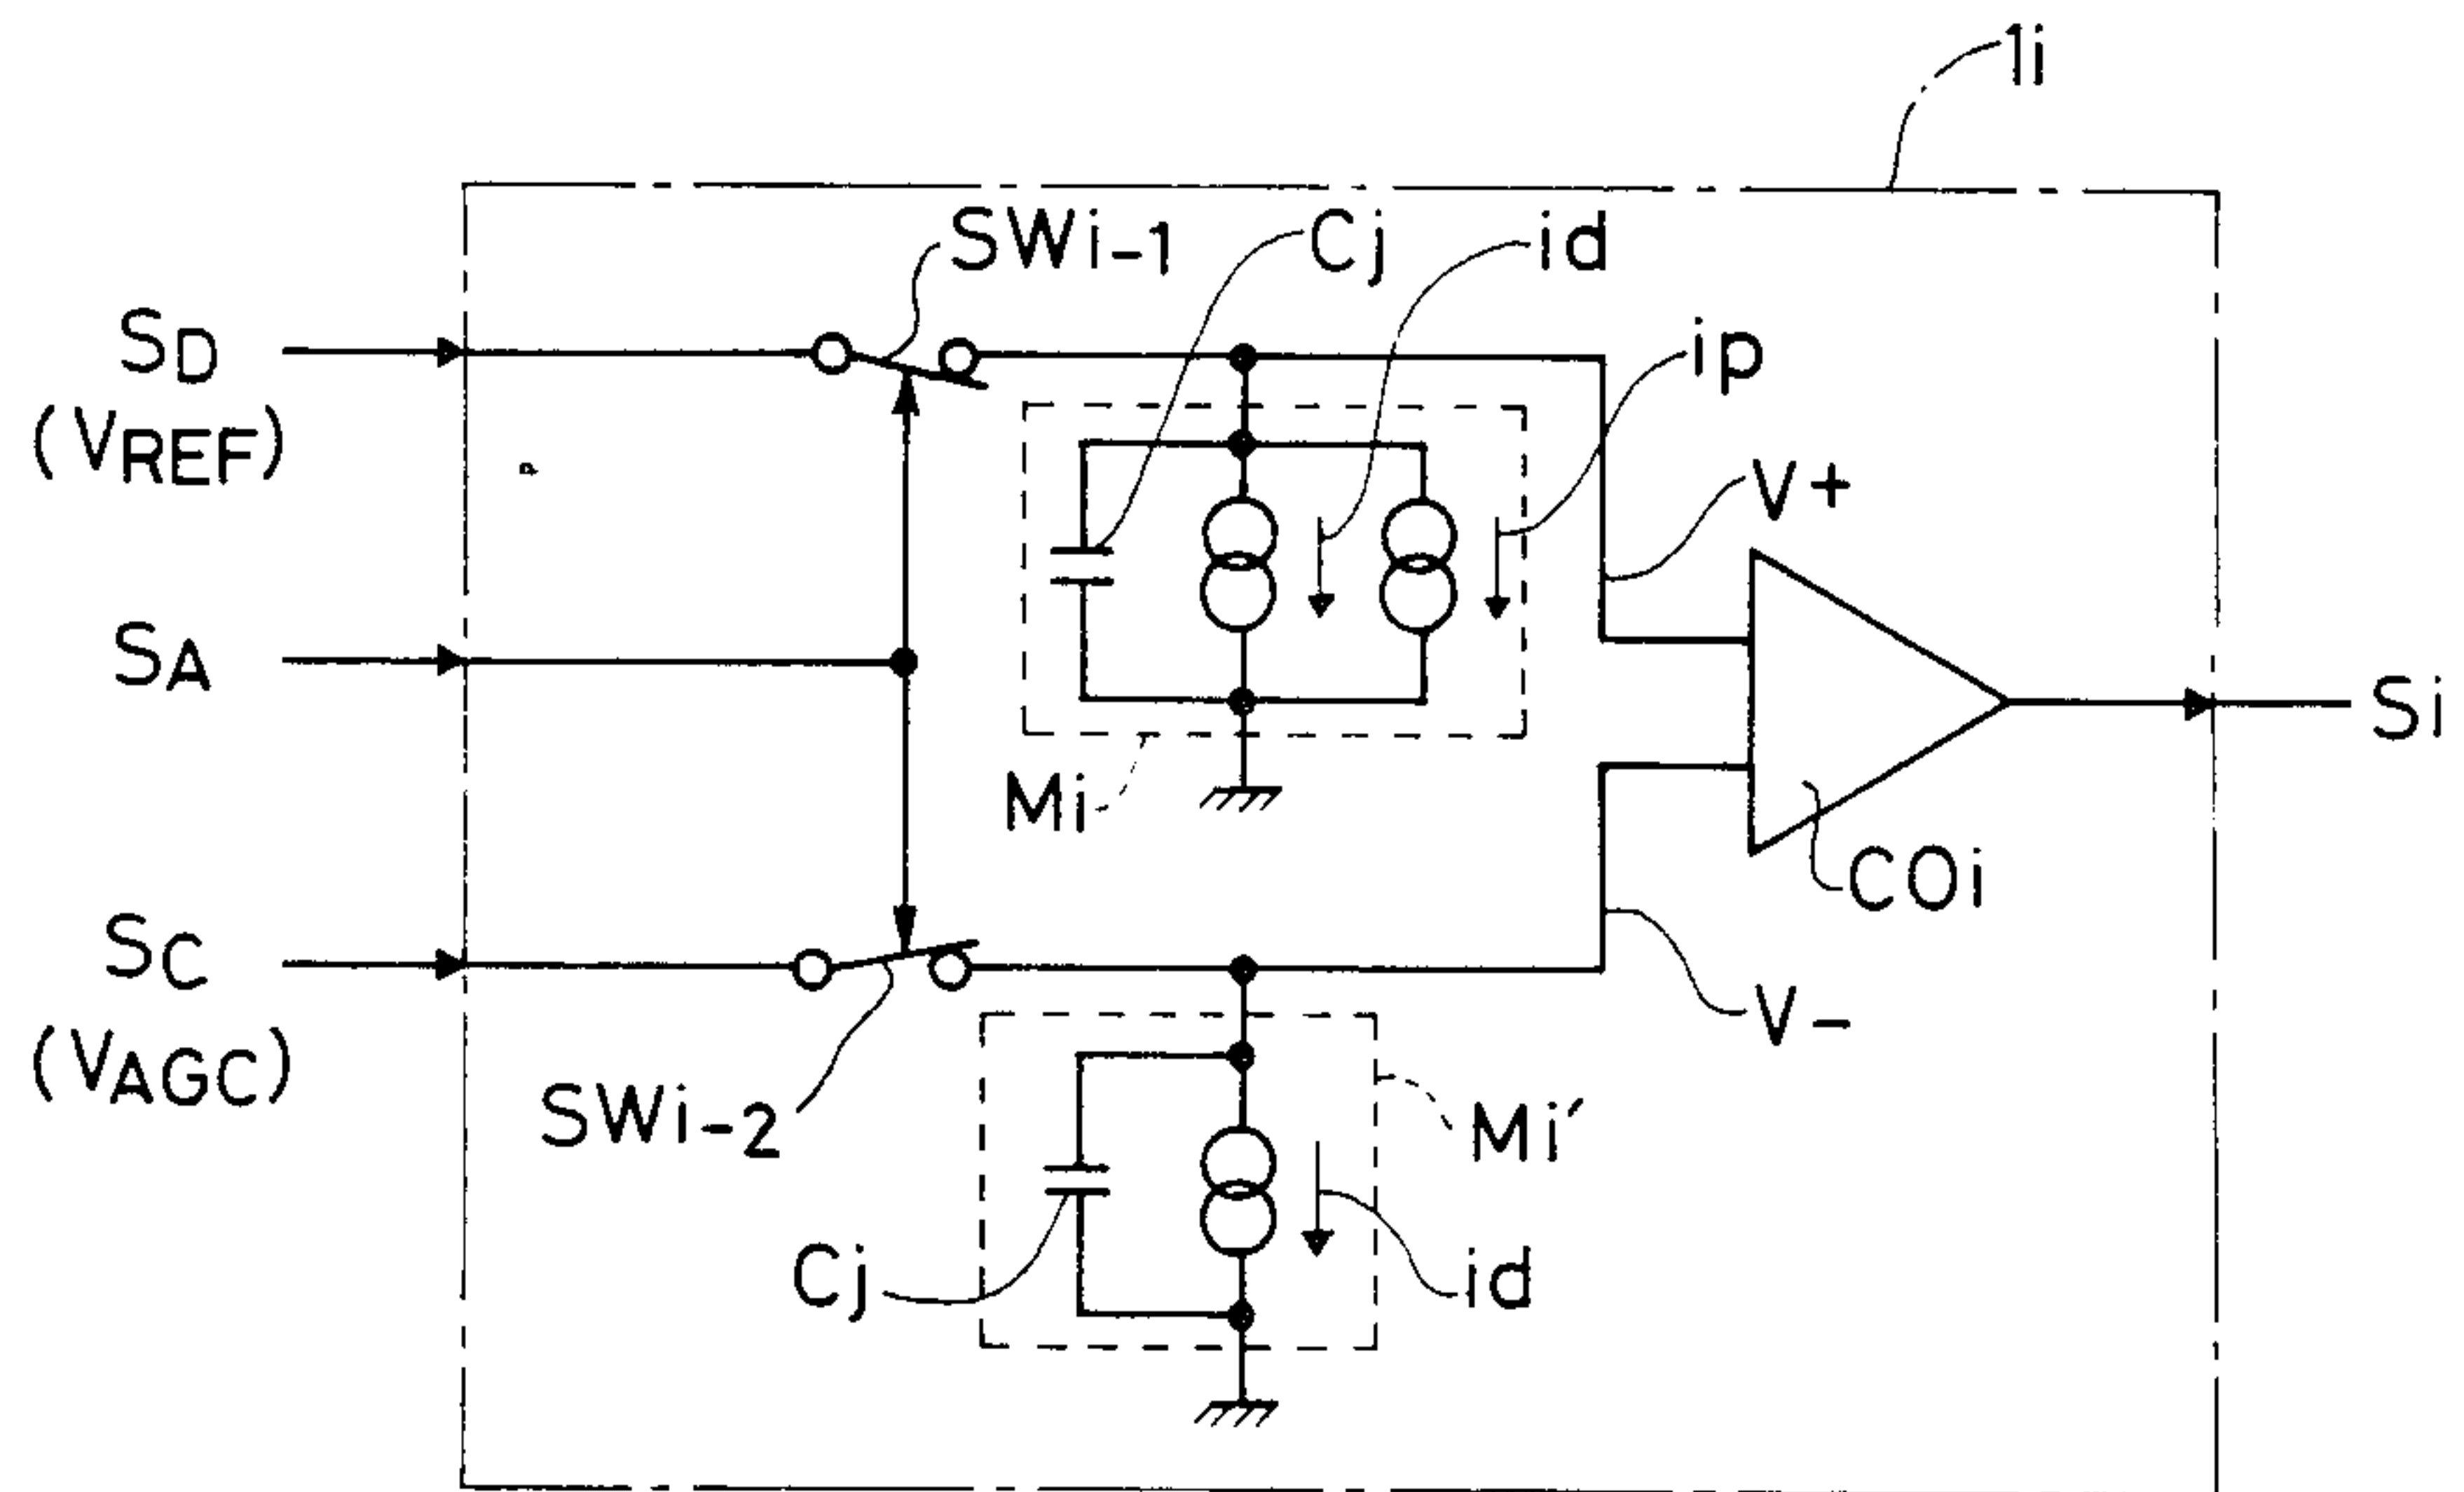 1i
SWi-1
Cj
id
SD
(VREF)
ip
V+
SA
Mi
Si
COi
SC
(VAGC)
V-
SWi-2
Mi'
Cj
id